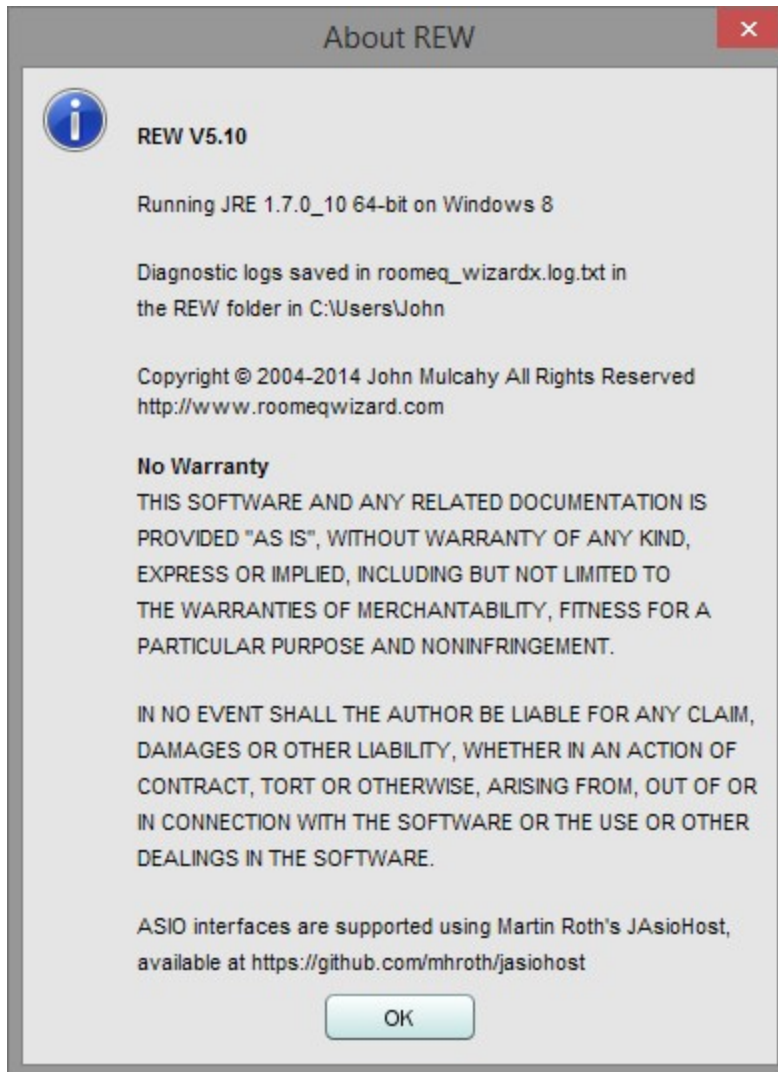 About REW
REW V5.10
Running JRE 1.7.0_10 64-bit on Windows 8
Diagnostic logs saved in roomeq_wizardx.log.txt in
the REW folder in C:\Users\John
Copyright © 2004-2014 John Mulcahy All Rights Reserved
http://www.roomeqwizard.com
No Warranty
THIS SOFTWARE AND ANY RELATED DOCUMENTATION IS
PROVIDED "AS IS", WITHOUT WARRANTY OF ANY KIND,
EXPRESS OR IMPLIED, INCLUDING BUT NOT LIMITED TO
THE WARRANTIES OF MERCHANTABILITY, FITNESS FOR A
PARTICULAR PURPOSE AND NONINFRINGEMENT.
IN NO EVENT SHALL THE AUTHOR BE LIABLE FOR ANY CLAIM,
DAMAGES OR OTHER LIABILITY, WHETHER IN AN ACTION OF
CONTRACT, TORT OR OTHERWISE, ARISING FROM, OUT OF OR
IN CONNECTION WITH THE SOFTWARE OR THE USE OR OTHER
DEALINGS IN THE SOFTWARE.
ASIO interfaces are supported using Martin Roth's JAsioHost,
available at https://github.com/mhroth/jasiohost
OK